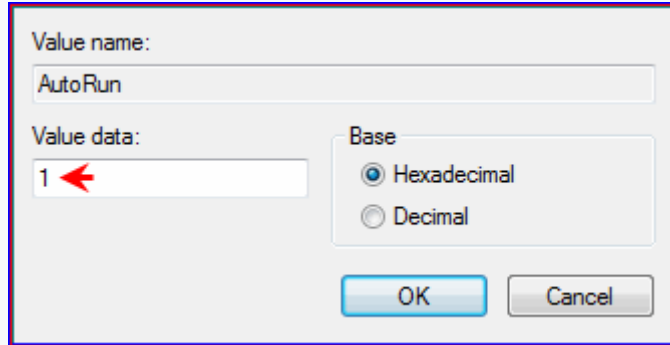 Value name:
AutoRun
Value data:
1
Base
Hexadecimal
Decimal
OK
Cancel